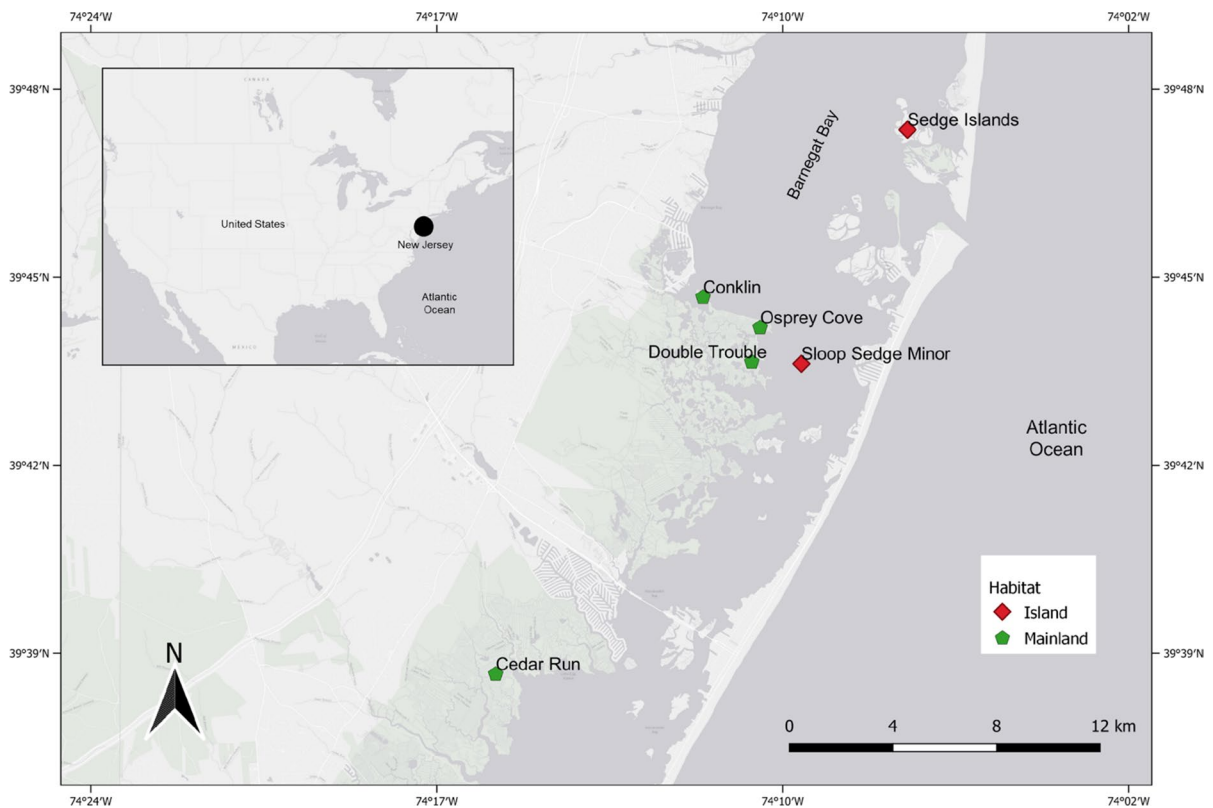 74°24'W 74°17'W 74°10'W 74°02'W
39°48'N 39°48'N
CANADA
Sedge Islands
Barnegat Bay
United States
New Jersey
39°45'N 39°45'N
Conklin
Atlantic
Ocean
Osprey Cove
MEXICO
Double Trouble
Sloop Sedge Minor
Atlantic
Ocean
39°42'N 39°42'N
Habitat
Island
Mainland
N
39°39'N 39°39'N
Cedar Run
0 4 8 12 km
74°24'W 74°17'W 74°10'W 74°02'W